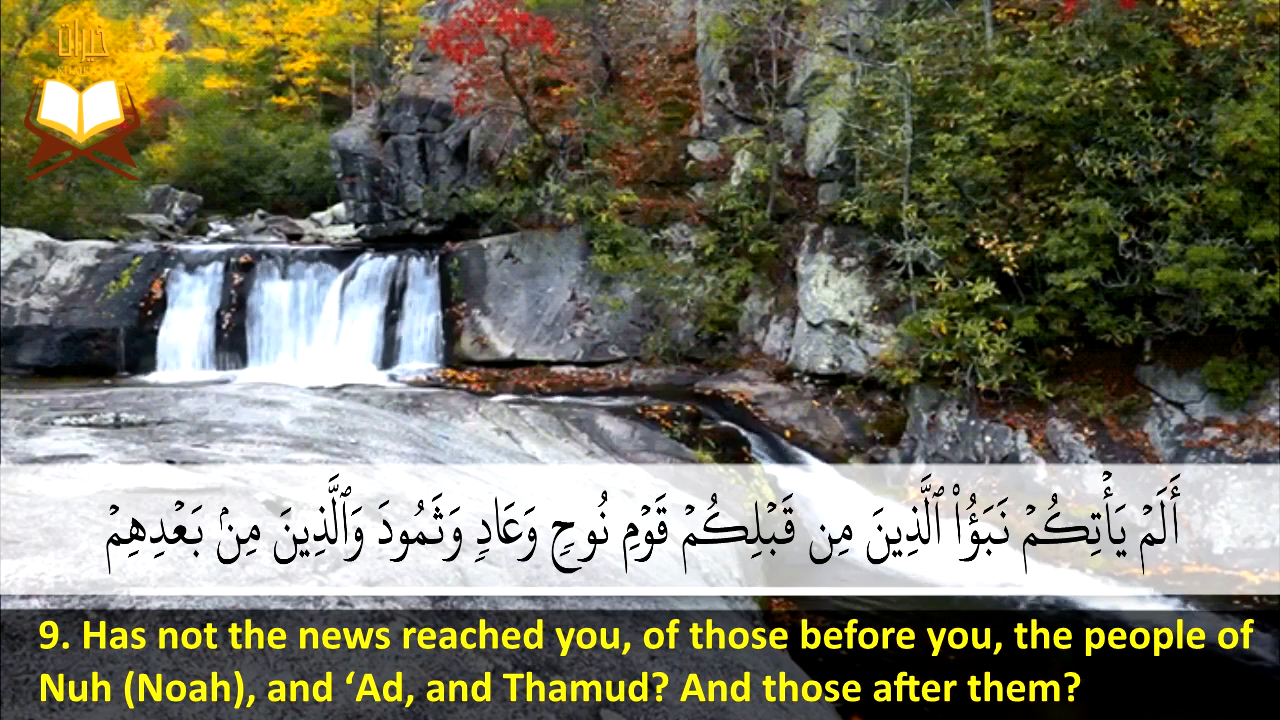 خيرات
أَلَمْ يَأْتِكُمْ نَبَؤُا۟ ٱلَّذِينَ مِن قَبْلِكُمْ قَوْمِ نُوحٍ وَعَادٍ وَثَمُودَ وَٱلَّذِينَ مِنۢ بَعْدِهِمْ
9. Has not the news reached you, of those before you, the people of
Nuh (Noah), and ‘Ad, and Thamud? And those after them?